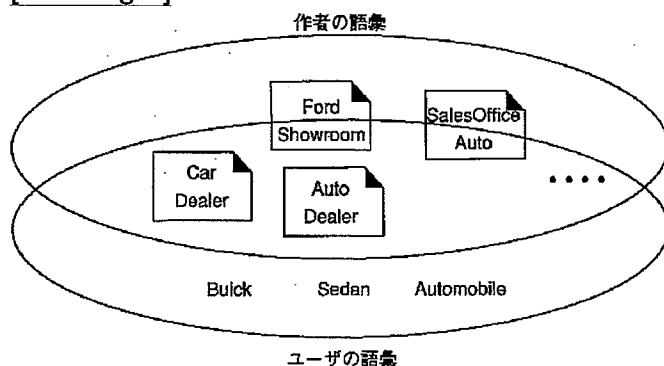 作者の語彙
Ford
Showroom
SalesOffice
Auto
Car
Dealer
Auto
Dealer
Buick
Sedan
Automobile
ユーザの語彙